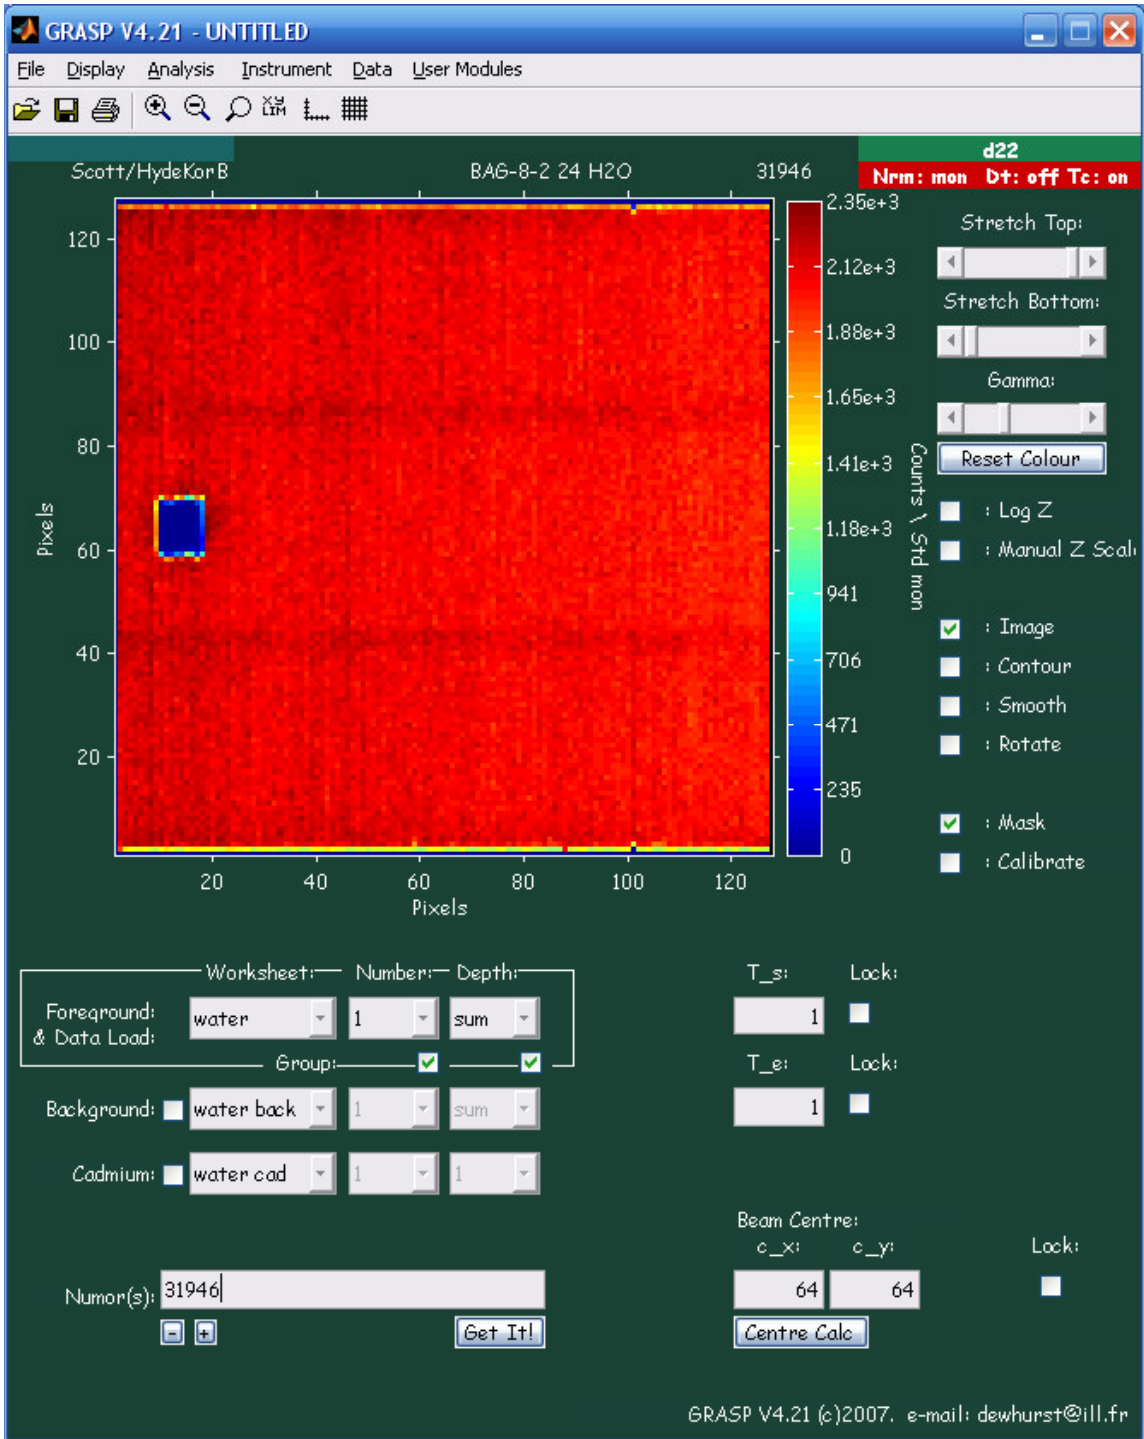 GRASP V4.21 - UNTITLED
File Display Analysis Instrument Data User Modules
XY LIM
d22
Scott/HydeKorB BAG-8-2 24 H2O 31946
Nrm: mon Dt: off Tc: on
120
100
80
60
40
20
Pixels
20 40 60 80 100 120
Pixels
2.35e+3
2.12e+3
1.88e+3
1.65e+3
1.41e+3
1.18e+3
941
706
471
235
0
Counts \ Std mon
Stretch Top:
Stretch Bottom:
Gamma:
Reset Colour
: Log Z
: Manual Z Scal
: Image
: Contour
: Smooth
: Rotate
: Mask
: Calibrate
Worksheet: Number: Depth:
Foreground: & Data Load: water 1 sum
Group:
Background: water back 1 sum
Cadmium: water cad 1 1
T_s: Lock:
1
T_e: Lock:
1
Beam Centre:
c_x: c_y: Lock:
64 64
Centre Calc
Numor(s): 31946
- + Get It!
GRASP V4.21 (c)2007. e-mail: dewhurst@ill.fr